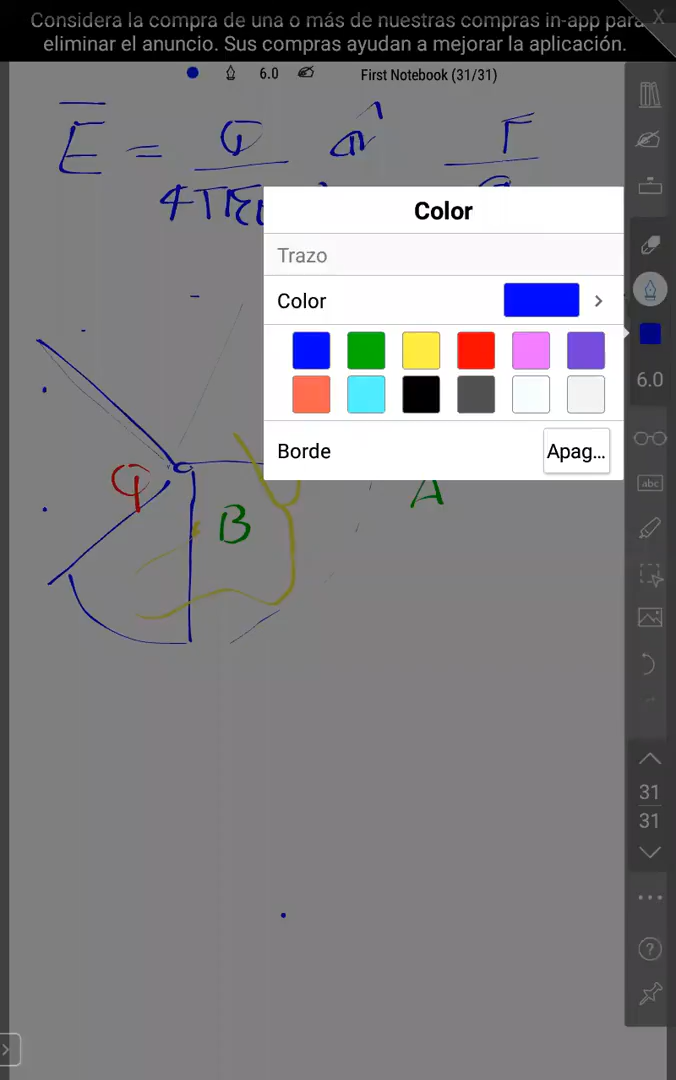 Considera la compra de una o más de nuestras compras in-app para X
eliminar el anuncio. Sus compras ayudan a mejorar la aplicación.
6.0 First Notebook (31/31)
E =
4π
Color
Trazo
Color
Borde Apag...
A
B
6.0
abc
31
31
?